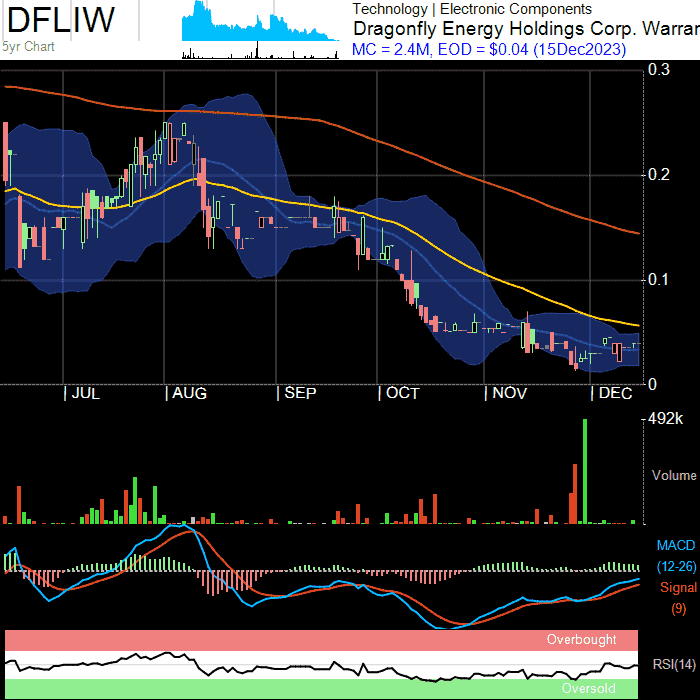 DFLIW
5yr Chart
Technology | Electronic Components
Dragonfly Energy Holdings Corp. Warran
MC = 2.4M, EOD = $0.04 (15Dec2023)
0.3
0.2
0.1
0
| JUL | AUG | SEP | OCT | NOV | DEC
492k
Volume
MACD
(12-26)
Signal
(9)
Overbought
RSI(14)
Oversold